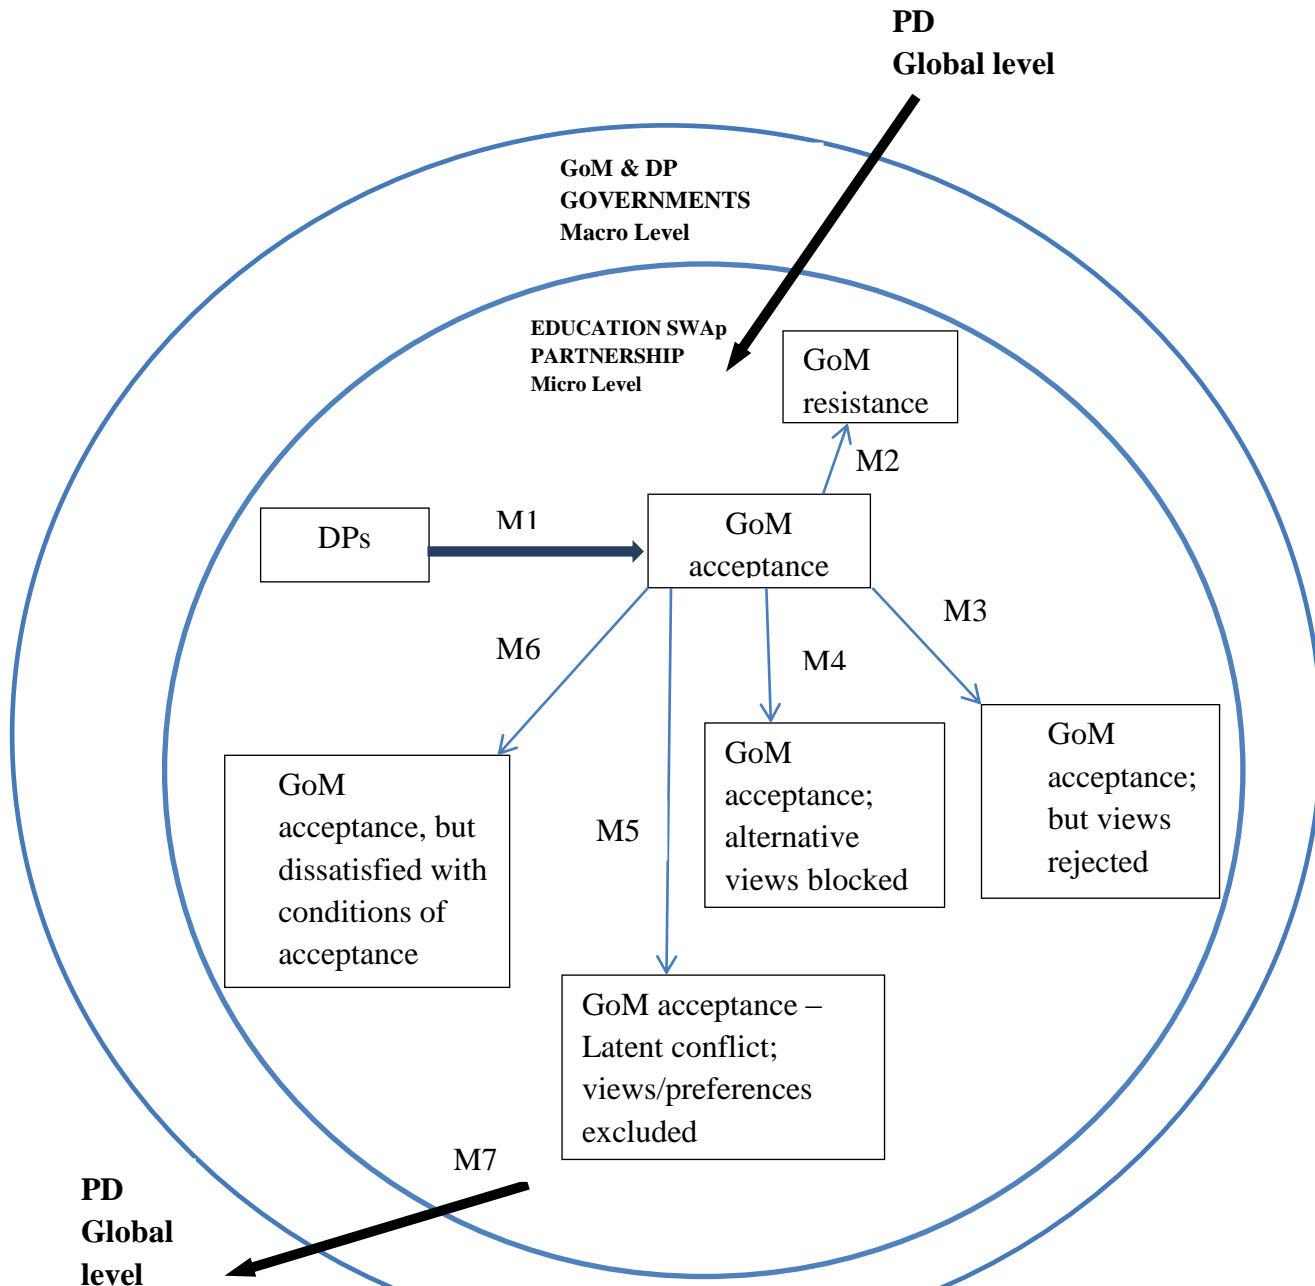 PD
Global level
GoM & DP
GOVERNMENTS
Macro Level
EDUCATION SWAp
PARTNERSHIP
Micro Level
GoM
resistance
M2
DPs
M1
GoM
acceptance
M3
M6
M4
GoM
acceptance;
but views
rejected
GoM
acceptance;
alternative
views blocked
GoM
acceptance, but
dissatisfied with
conditions of
acceptance
M5
GoM acceptance –
Latent conflict;
views/preferences
excluded
M7
PD
Global
level